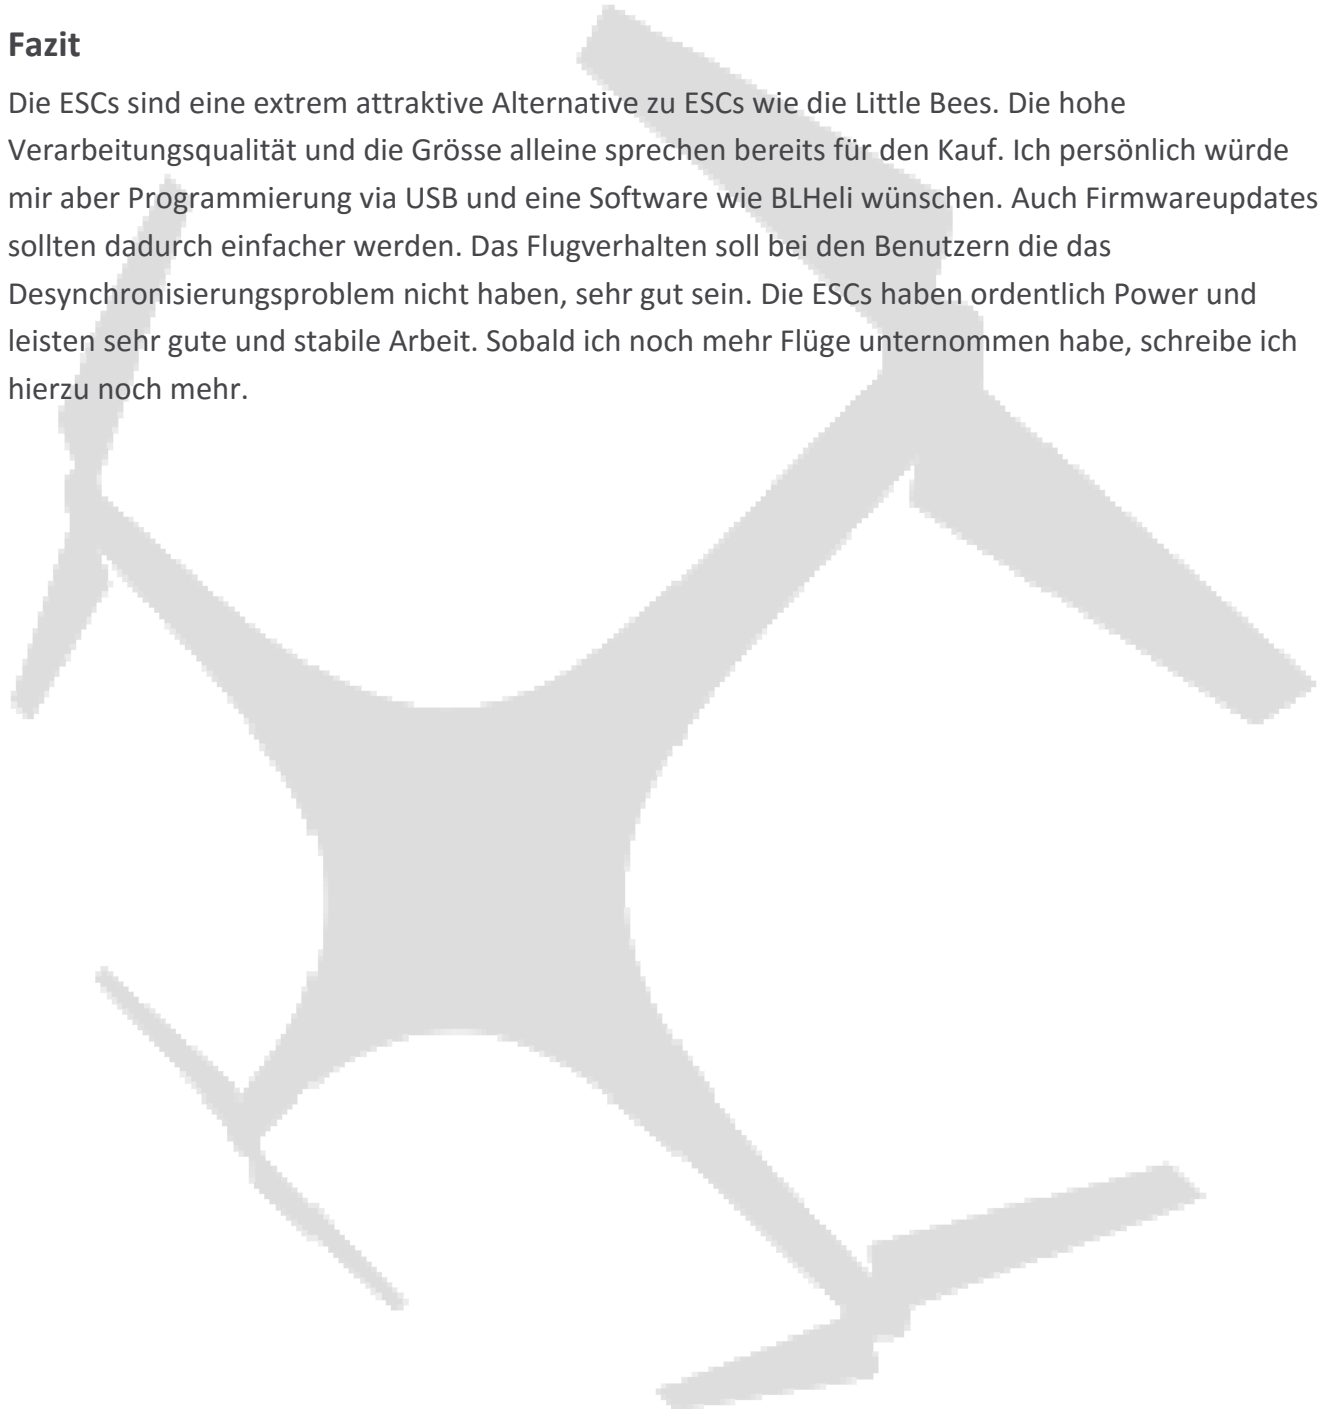 Fazit
Die ESCs sind eine extrem attraktive Alternative zu ESCs wie die Little Bees. Die hohe
Verarbeitungsqualität und die Grösse alleine sprechen bereits für den Kauf. Ich persönlich würde
mir aber Programmierung via USB und eine Software wie BLHeli wünschen. Auch Firmwareupdates
sollten dadurch einfacher werden. Das Flugverhalten soll bei den Benutzern die das
Desynchronisierungsproblem nicht haben, sehr gut sein. Die ESCs haben ordentlich Power und
leisten sehr gute und stabile Arbeit. Sobald ich noch mehr Flüge unternommen habe, schreibe ich
hierzu noch mehr.